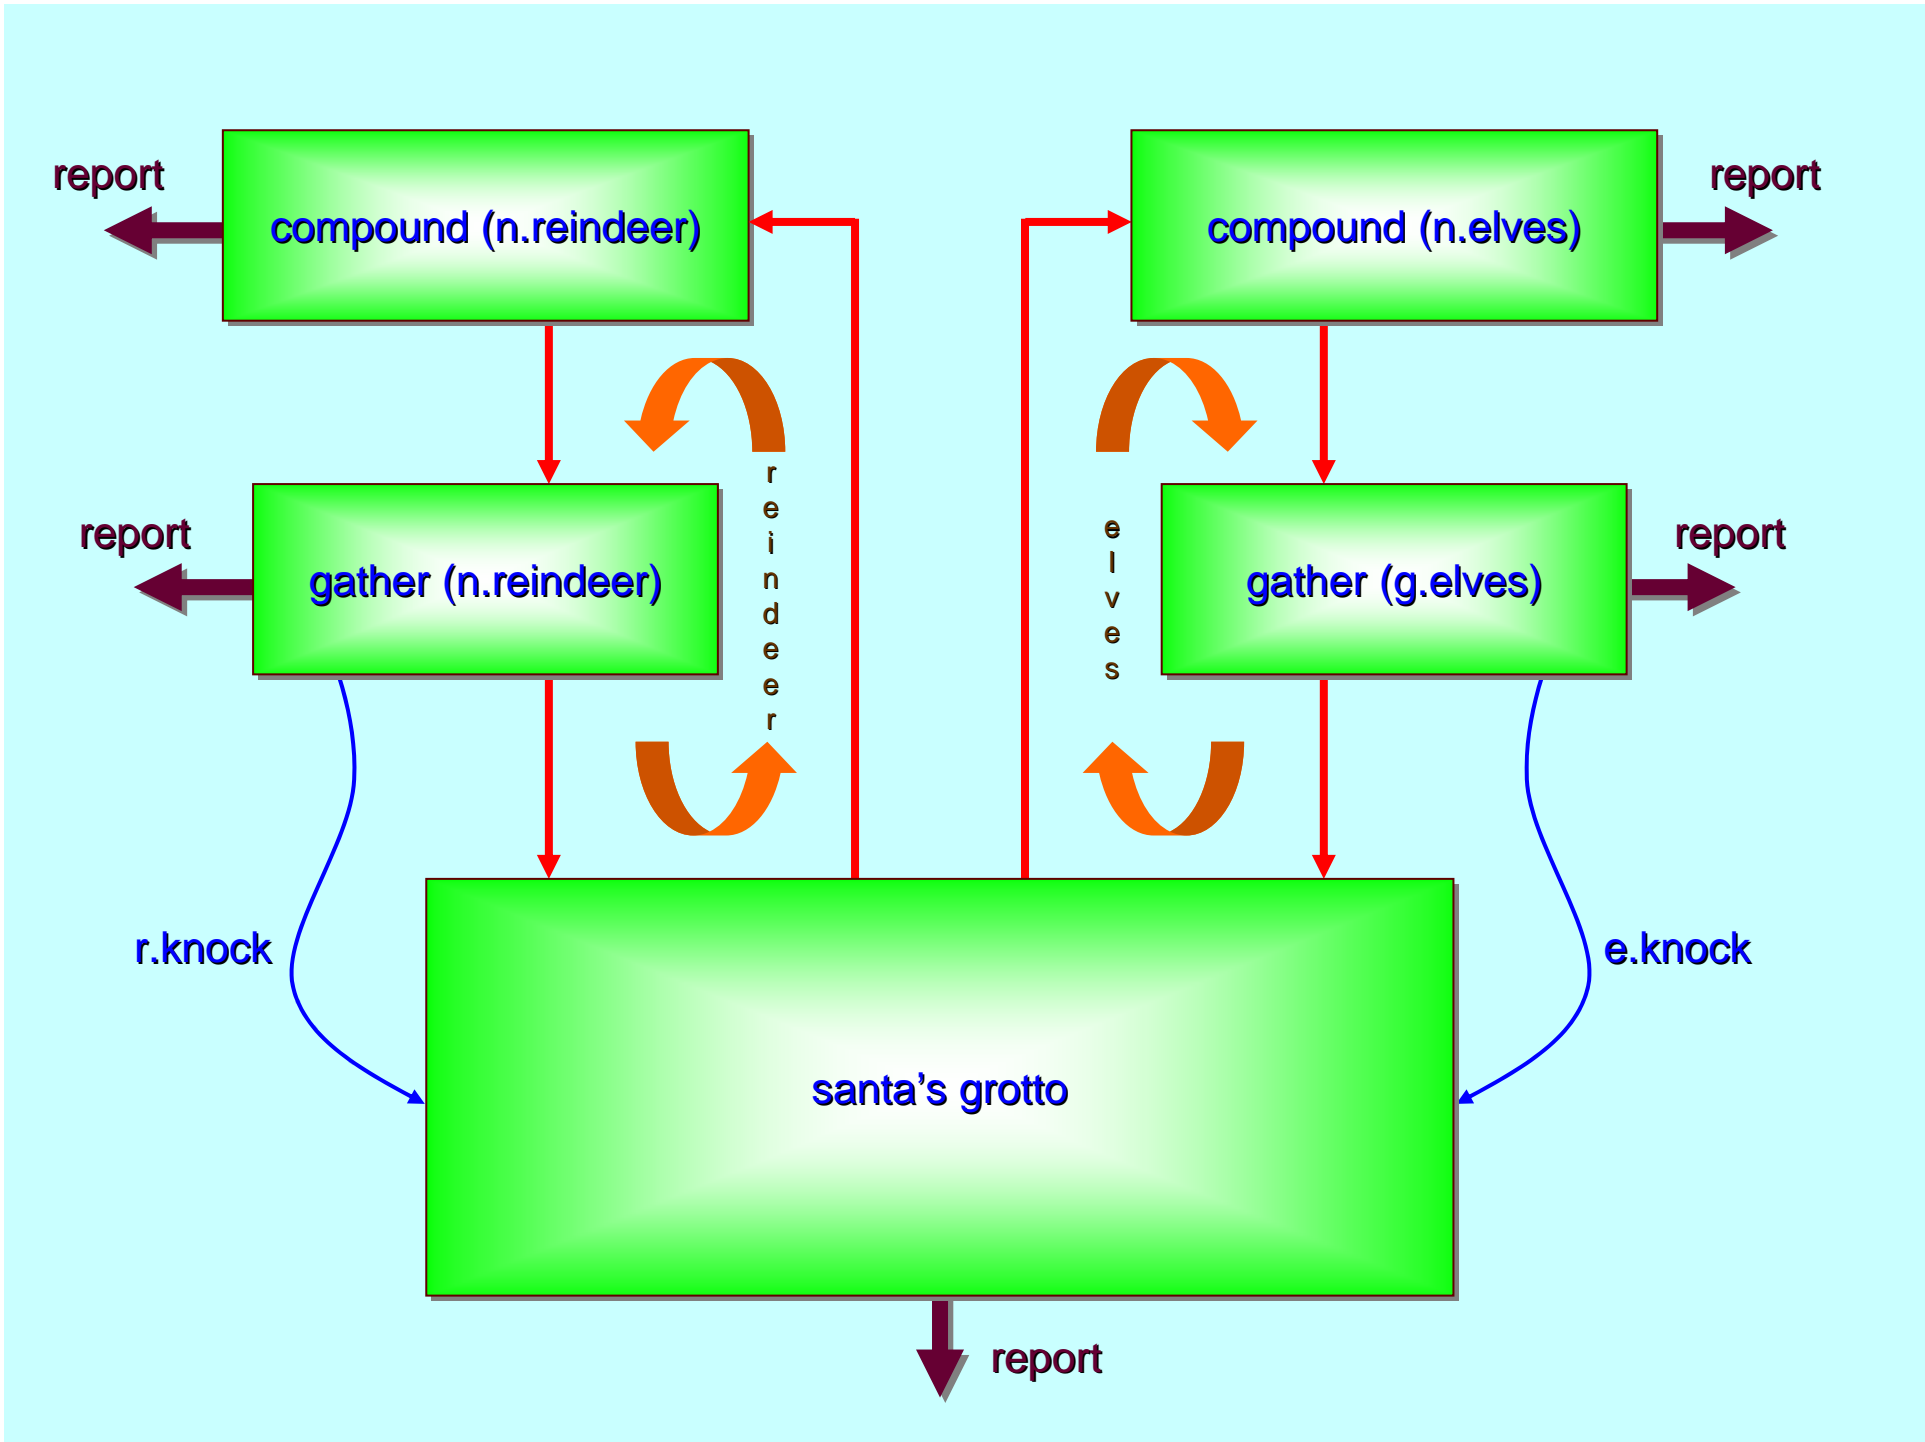 report
compound (n.reindeer)
compound (n.elves)
report
report
gather (n.reindeer)
reindeer
elves
gather (g.elves)
report
r.knock
e.knock
santa’s grotto
report